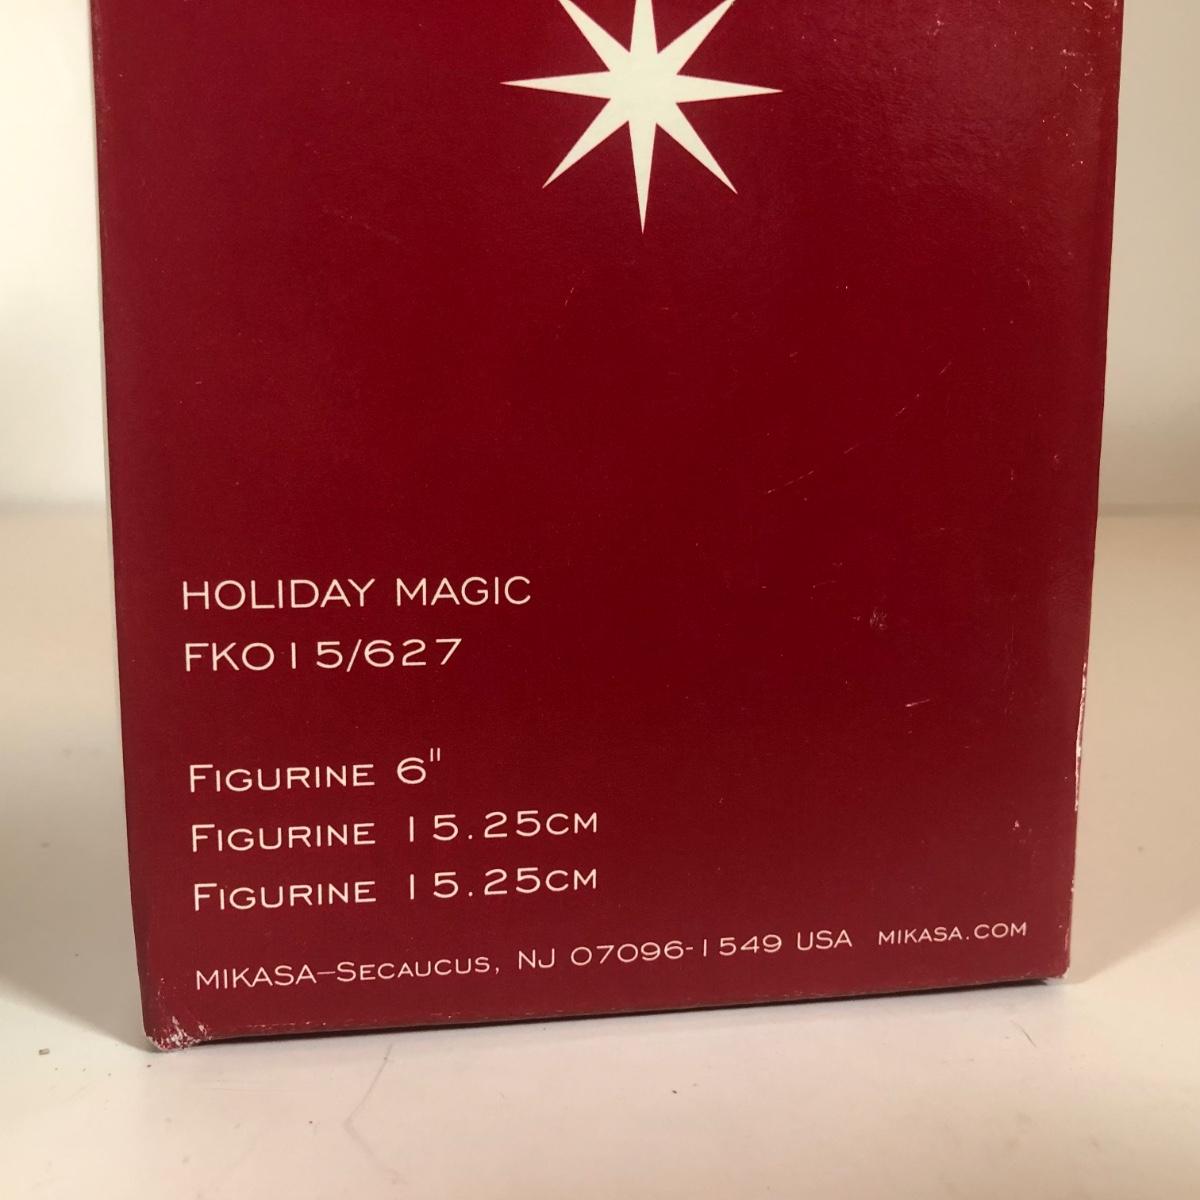 HOLIDAY MAGIC
FK015/627
FIGURINE 6"
FIGURINE 15.25CM
FIGURINE 15.25CM
MIKASA–SECAUCUS, NJ 07096-1549 USA MIKASA.COM